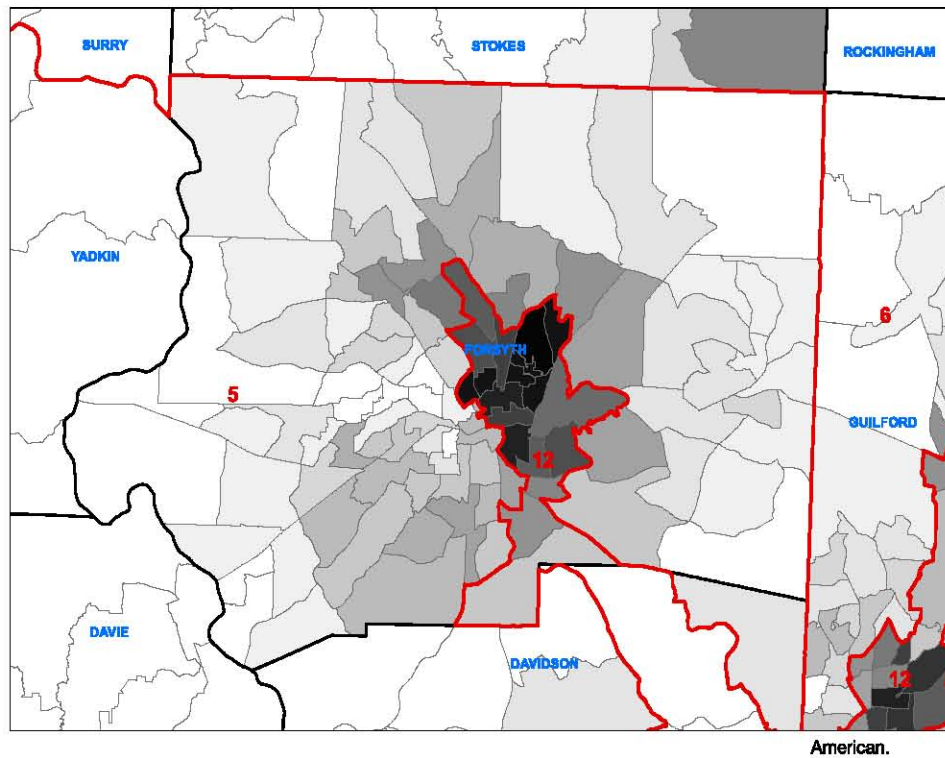 SURRY
STOKES
ROCKINGHAM
YADKIN
6
FORSYTH
5
GUILFORD
12
DAVIE
DAVIDSON
12
American.